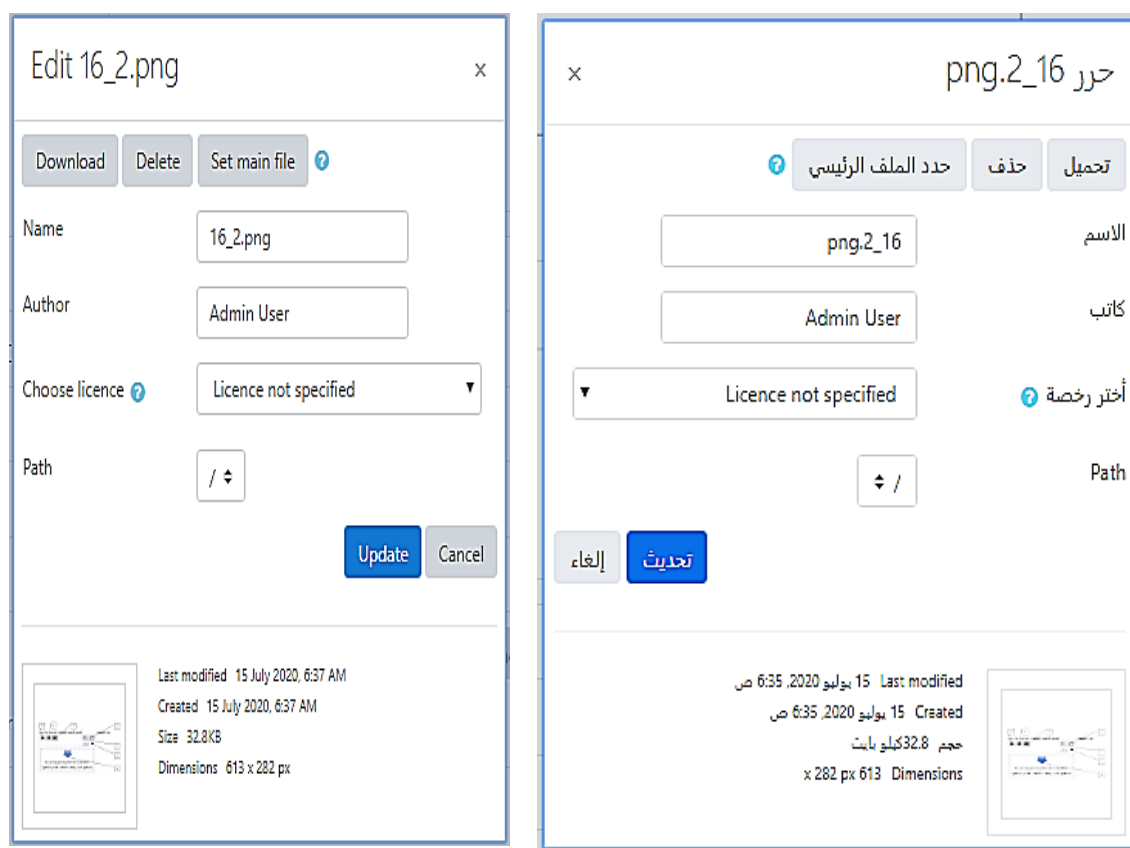 Edit 16_2.png x
Download Delete Set main file ?
Name 16_2.png
Author Admin User
Choose licence ? Licence not specified
Path /
Update Cancel
Last modified 15 July 2020, 6:37 AM
Created 15 July 2020, 6:37 AM
Size 32.8KB
Dimensions 613 x 282 px
حرر png.2_16 x
تحميل حذف حدد الملف الرئيسي ?
الاسم png.2_16
كاتب Admin User
أختر رخصة ? Licence not specified
Path /
تحديث إلغاء
Last modified 15 يوليو 2020, 6:35 ص
Created 15 يوليو 2020, 6:35 ص
حجم 32.8كيلو بايت
Dimensions x 282 px 613